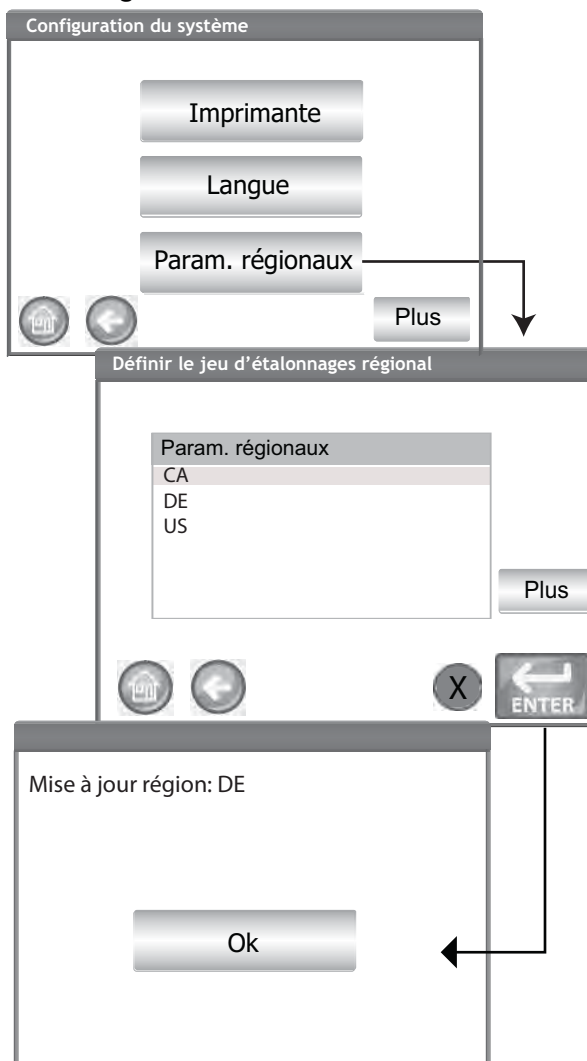 Configuration du système
Imprimante
Langue
Param. régionaux
Plus
Définir le jeu d'étalonnages régional
Param. régionaux
CA
DE
US
Plus
X
ENTER
Mise à jour région: DE
Ok